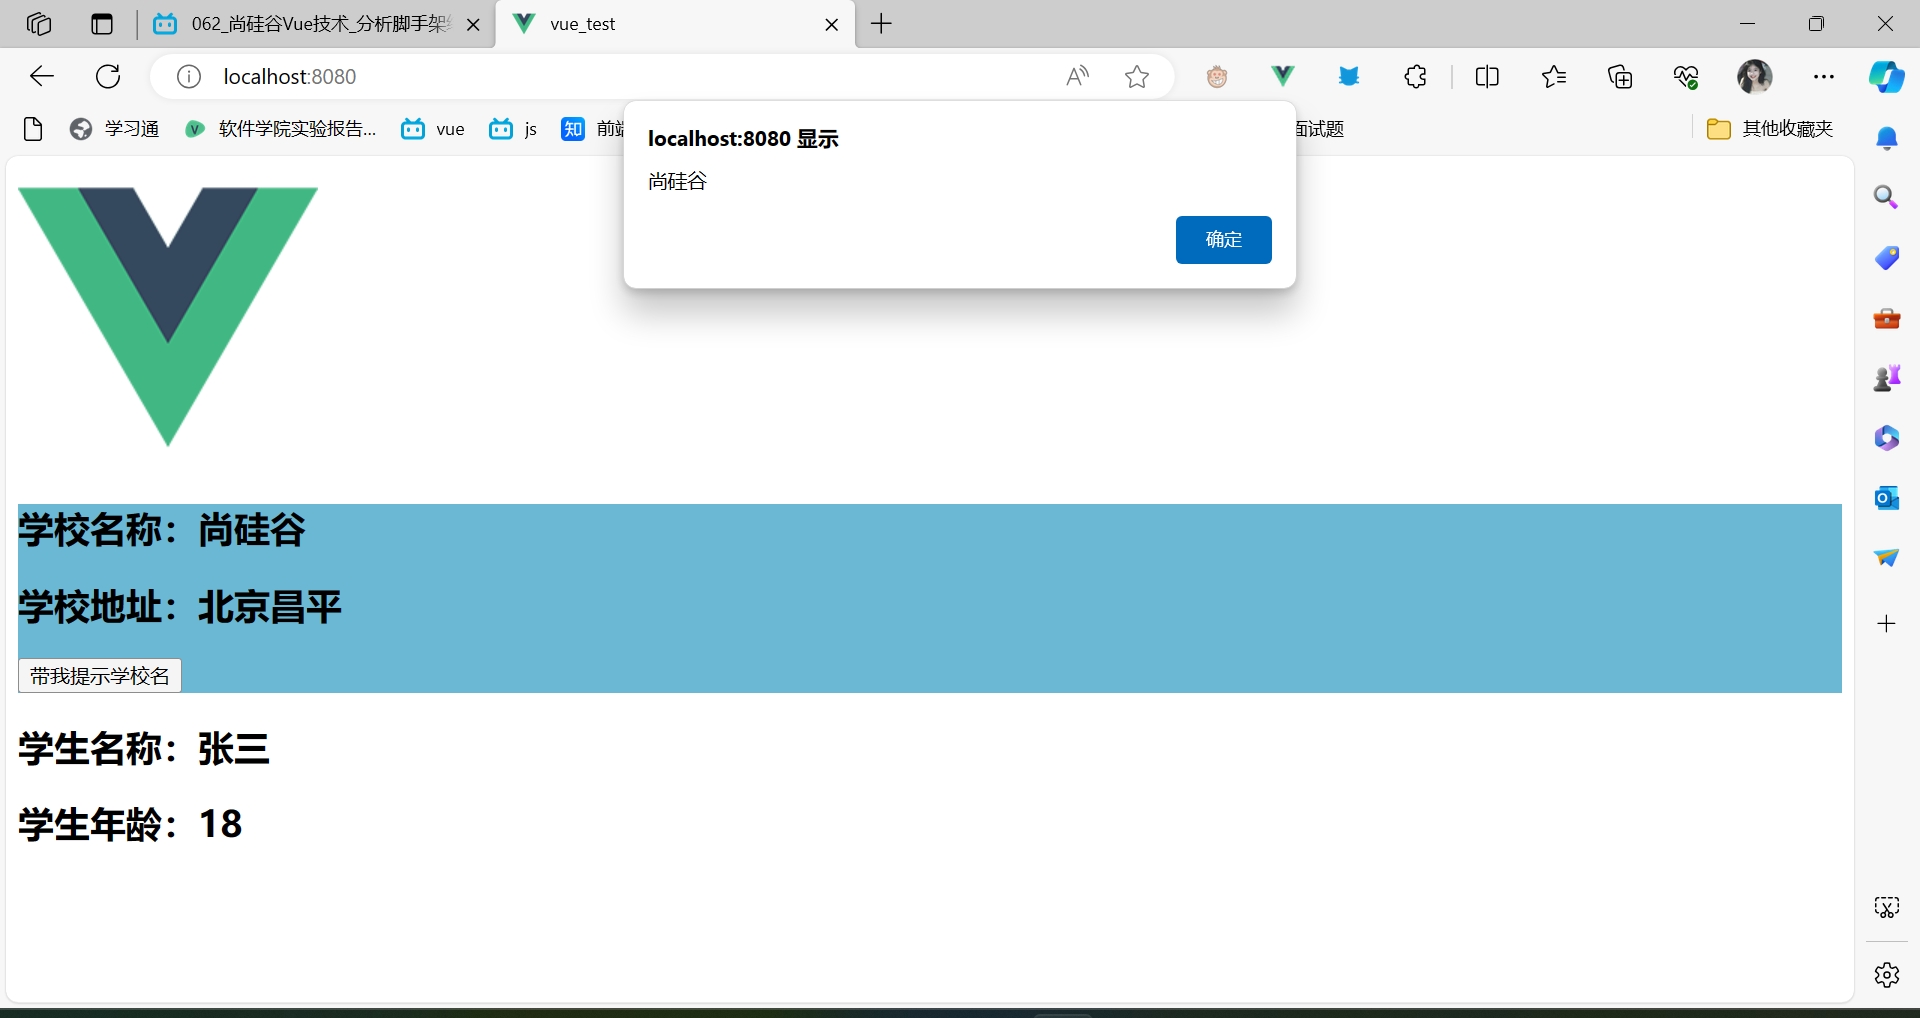 062_尚硅谷Vue技术_分析脚手架
vue_test
localhost:8080
学习通
软件学院实验报告...
vue
js
前端
面试题
其他收藏夹
localhost:8080 显示
尚硅谷
确定
学校名称：尚硅谷
学校地址：北京昌平
带我提示学校名
学生名称：张三
学生年龄：18